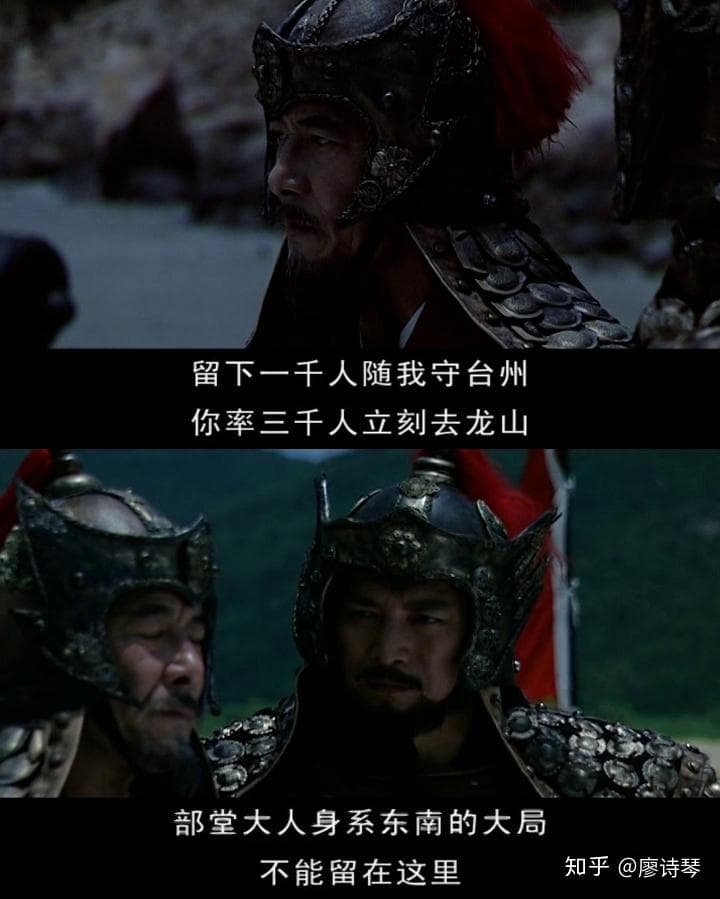 留下一千人随我守台州
你率三千人立刻去龙山
部堂大人身系东南的大局
不能留在这里
知乎 @廖诗琴